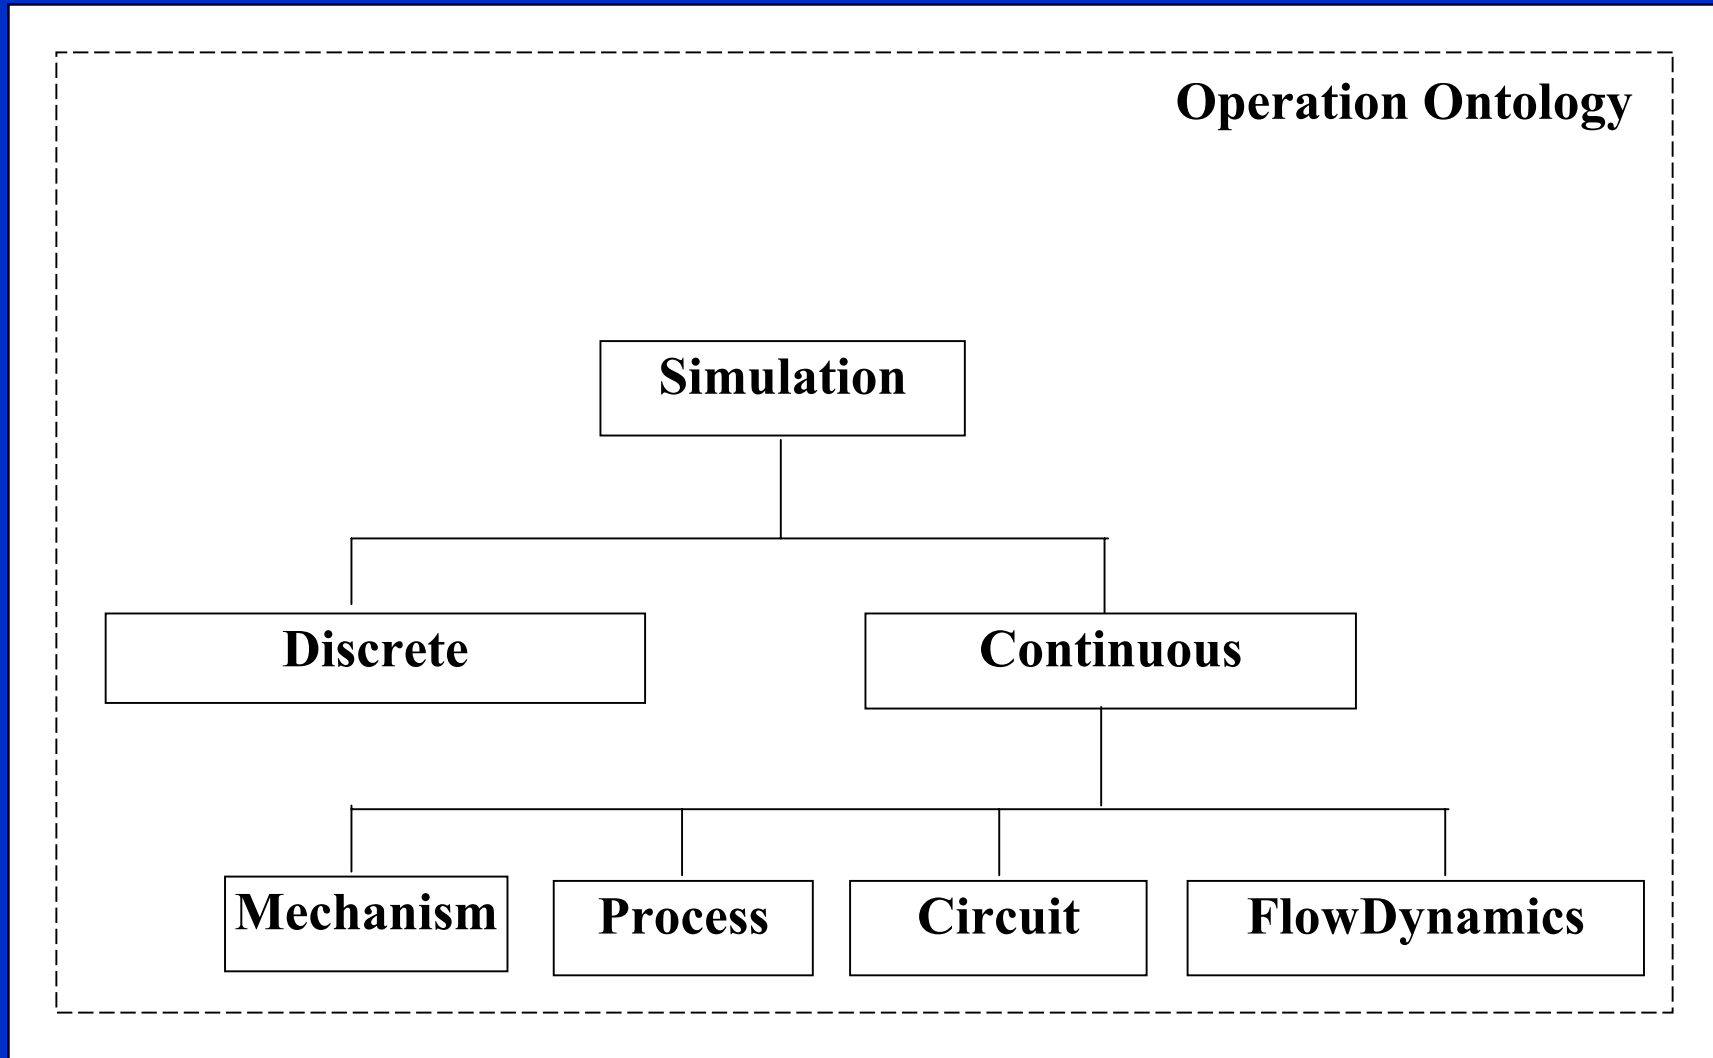 Operation Ontology
Simulation
Discrete
Continuous
Mechanism
Process
Circuit
FlowDynamics